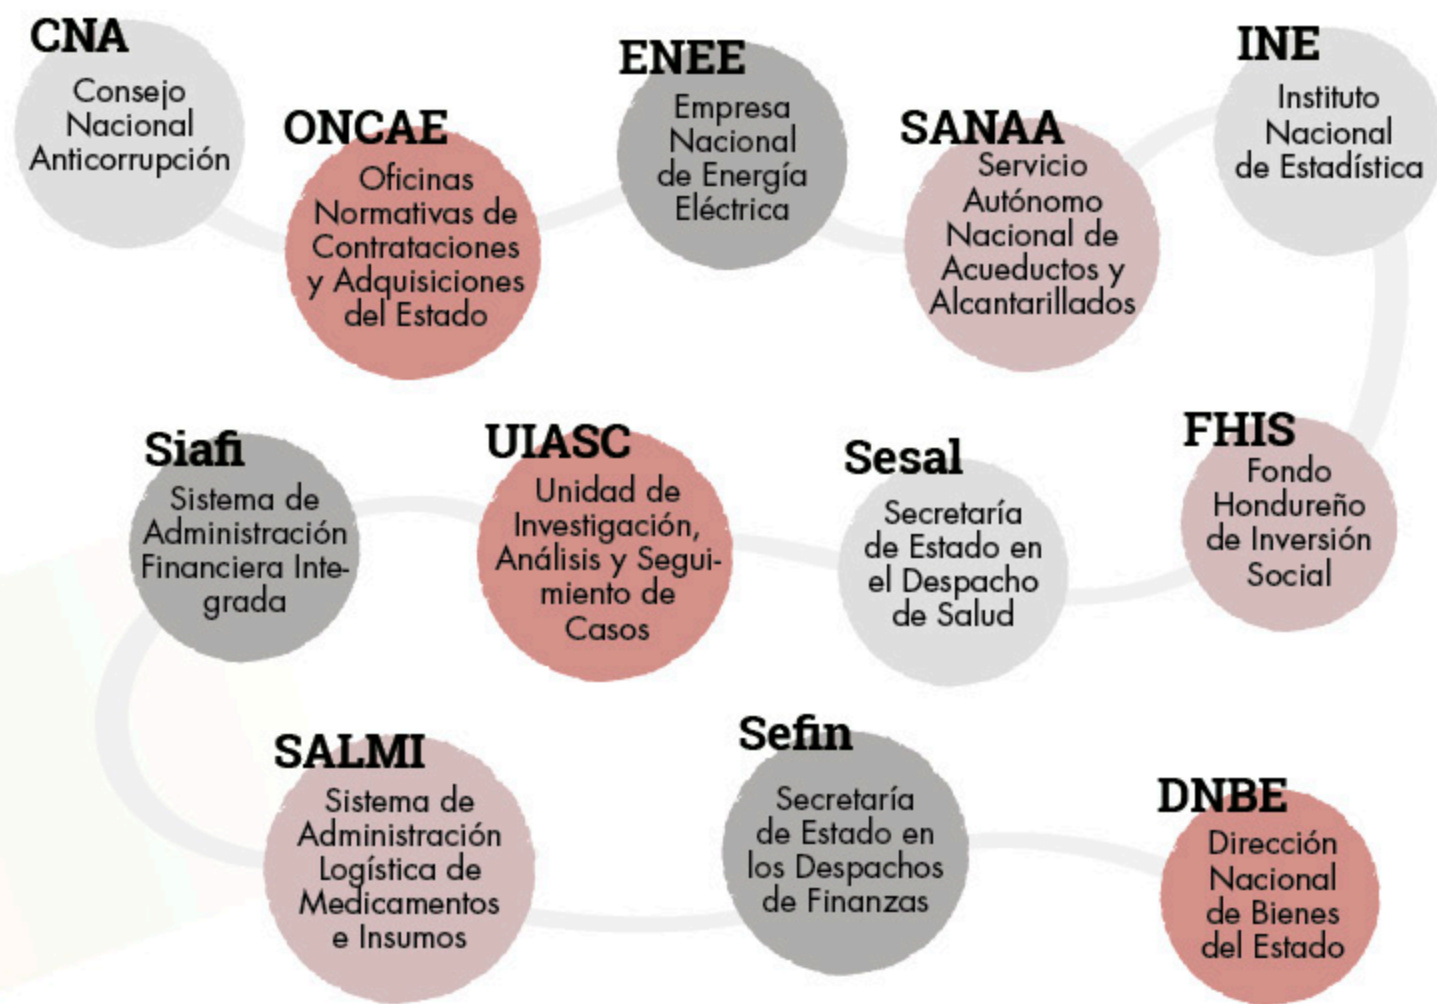 CNA
Consejo
Nacional
Anticorrupción
ONCAE
Oficinas
Normativas de
Contrataciones
y Adquisiciones
del Estado
ENEE
Empresa
Nacional
de Energía
Eléctrica
SANAA
Servicio
Autónomo
Nacional de
Acueductos y
Alcantarillados
INE
Instituto
Nacional
de Estadística
FHIS
Fondo
Hondureño
de Inversión
Social
Sesal
Secretaría
de Estado en
el Despacho
de Salud
UIASC
Unidad de
Investigación,
Análisis y Segui-
miento de
Casos
Siafi
Sistema de
Administración
Financiera Inte-
grada
SALMI
Sistema de
Administración
Logística de
Medicamentos
e Insumos
Sefin
Secretaría
de Estado en
los Despachos
de Finanzas
DNBE
Dirección
Nacional
de Bienes
del Estado